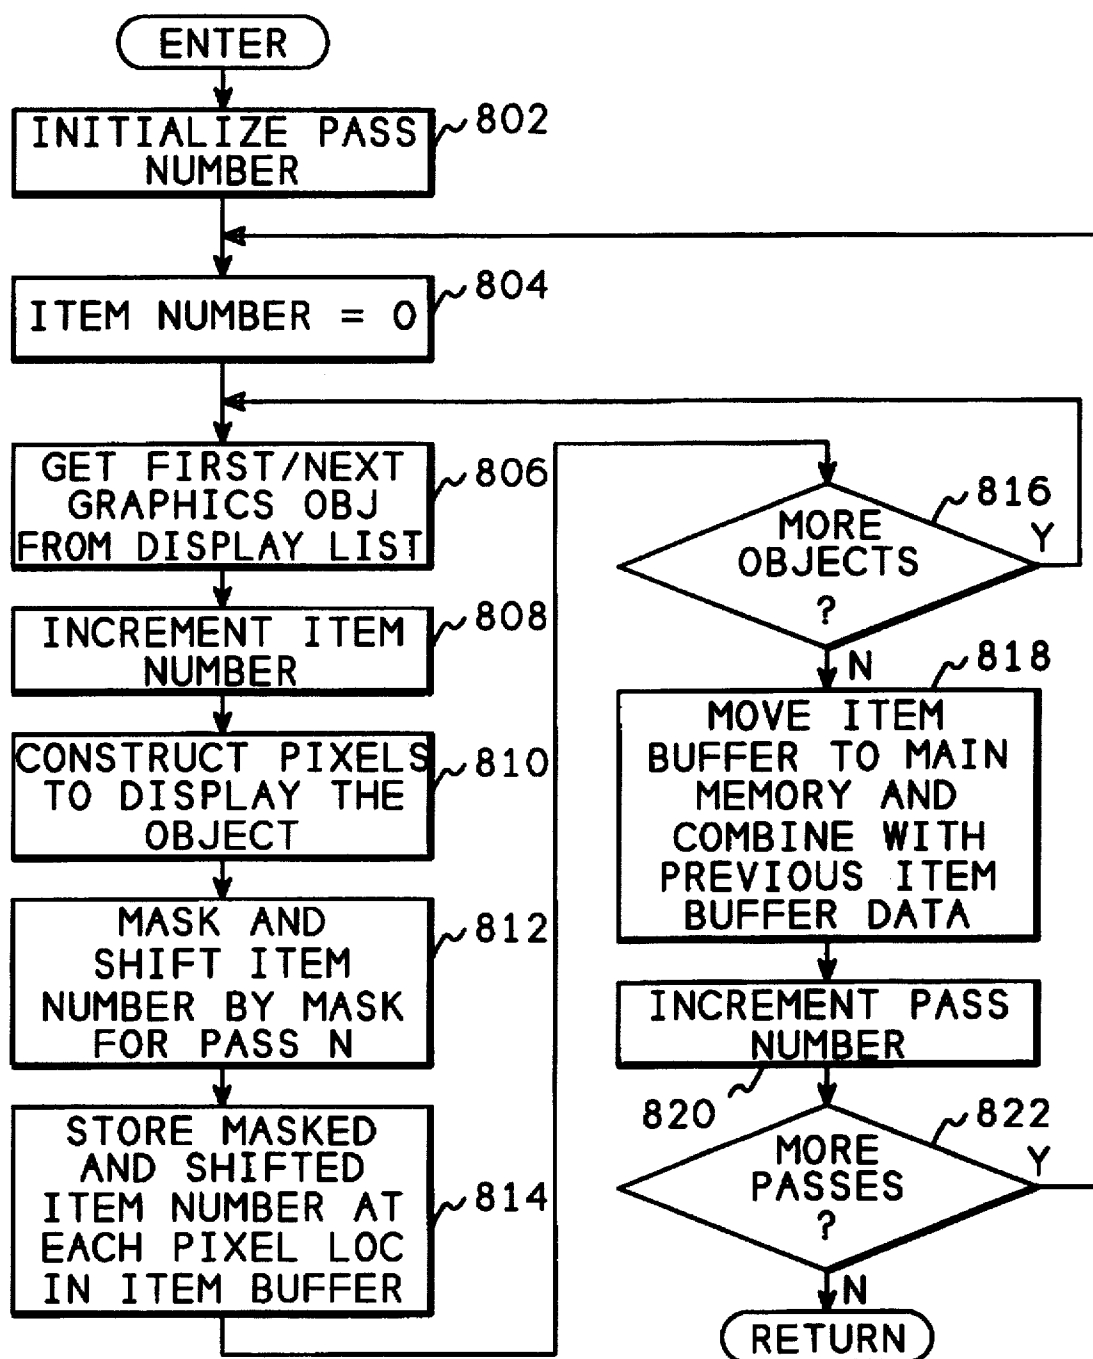 ENTER
INITIALIZE PASS
NUMBER
802
ITEM NUMBER = 0
804
GET FIRST/NEXT
GRAPHICS OBJ
FROM DISPLAY LIST
806
INCREMENT ITEM
NUMBER
808
CONSTRUCT PIXELS
TO DISPLAY THE
OBJECT
810
MASK AND
SHIFT ITEM
NUMBER BY MASK
FOR PASS N
812
STORE MASKED
AND SHIFTED
ITEM NUMBER AT
EACH PIXEL LOC
IN ITEM BUFFER
814
MORE
OBJECTS
?
816
Y
N
MOVE ITEM
BUFFER TO MAIN
MEMORY AND
COMBINE WITH
PREVIOUS ITEM
BUFFER DATA
818
INCREMENT PASS
NUMBER
820
MORE
PASSES
?
822
Y
N
RETURN